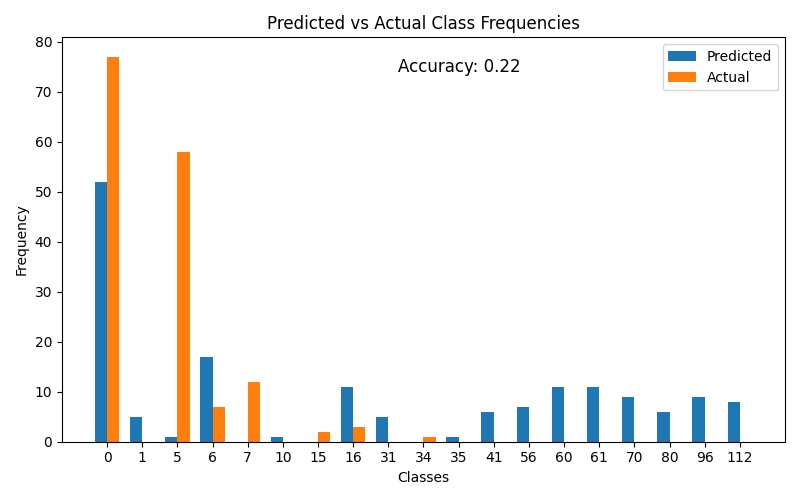 Predicted vs Actual Class Frequencies
Accuracy: 0.22
Predicted
Actual
80
70
60
50
40
30
20
10
0
Frequency
0 1 5 6 7 10 15 16 31 34 35 41 56 60 61 70 80 96 112
Classes